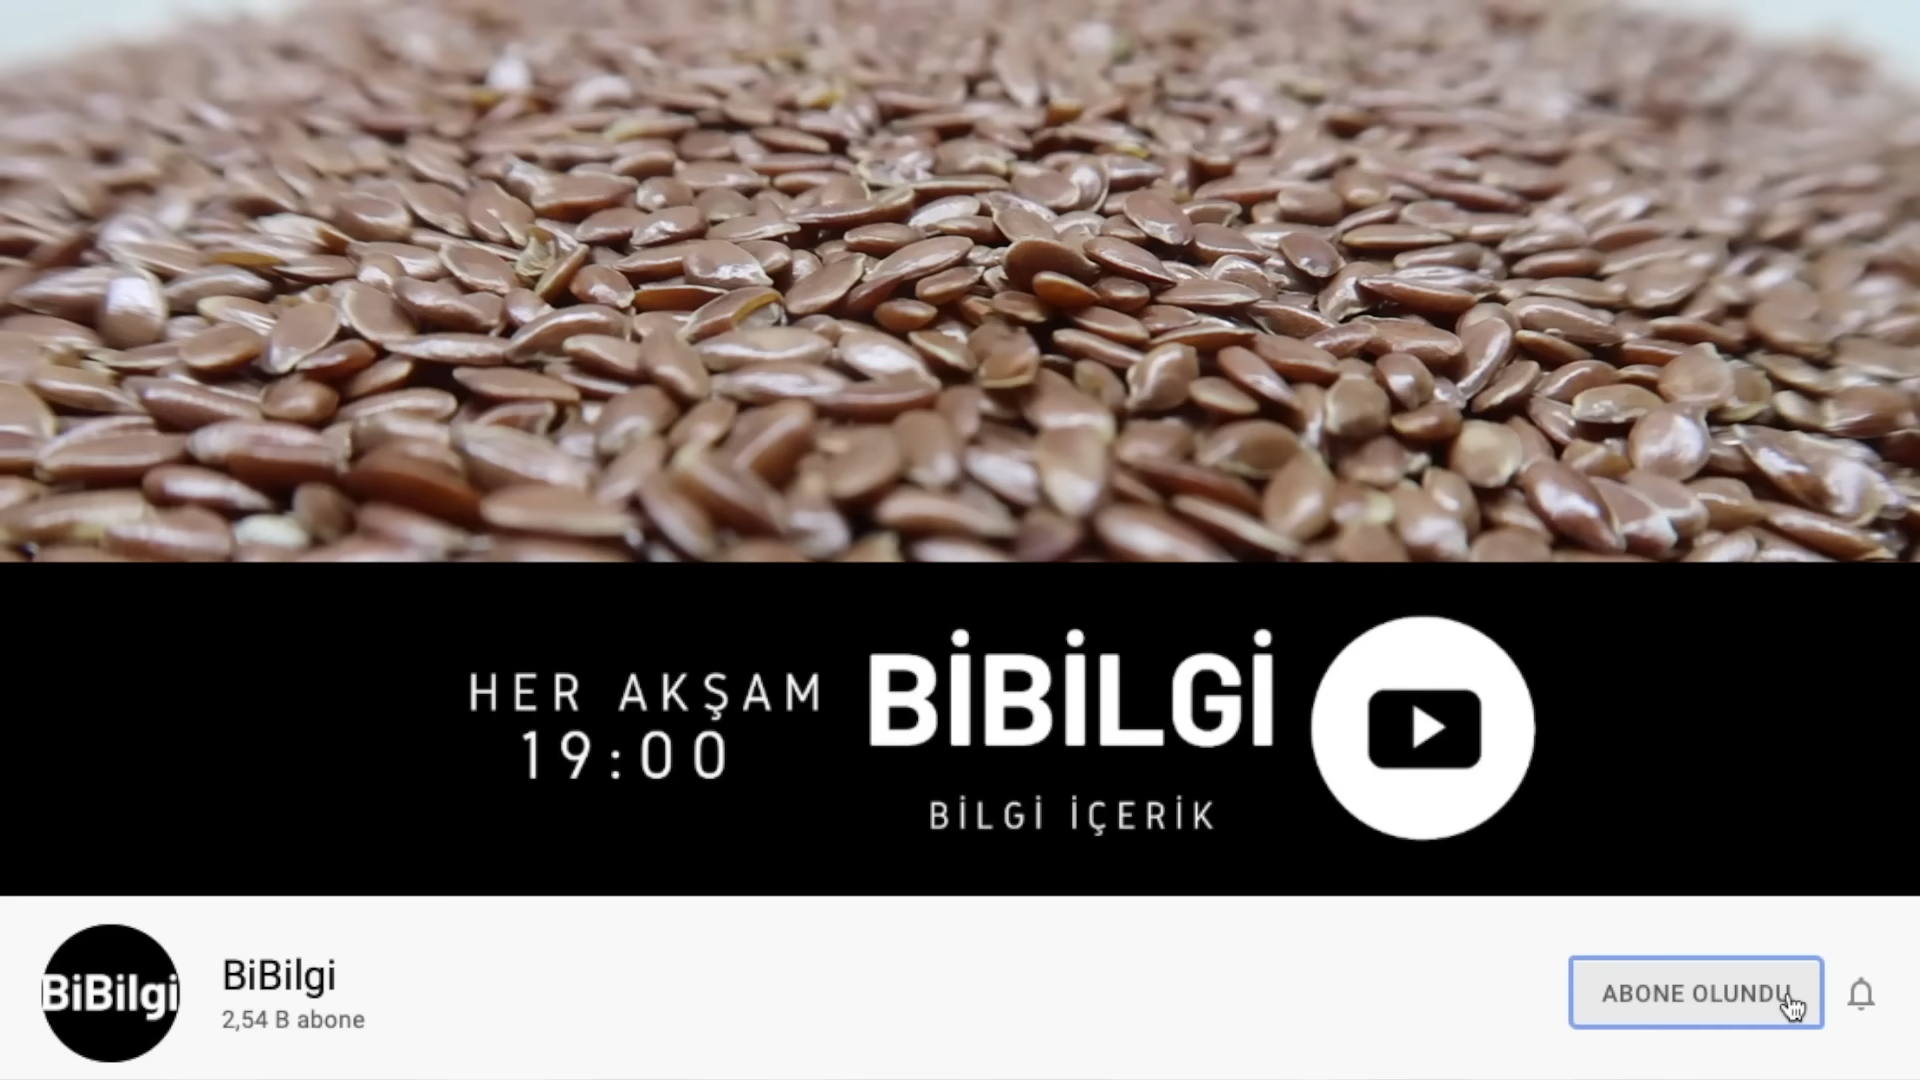 HER AKŞAM
19:00
BİBİLGİ
BİLGİ İÇERİK
BiBilgi
BiBilgi
2,54 B abone
ABONE OLUNDU